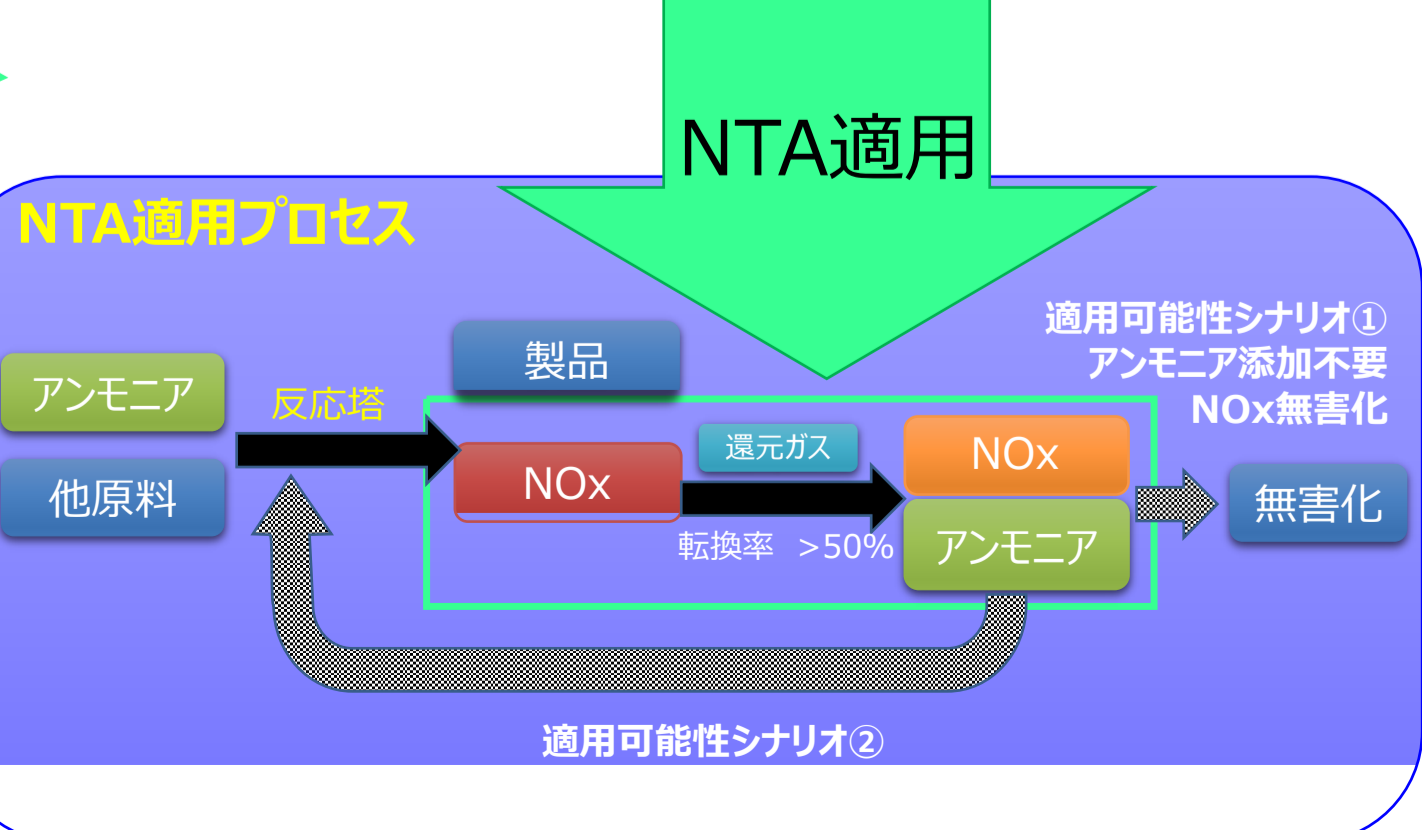 NTA適用
NTA適用プロセス
適用可能性シナリオ①
アンモニア添加不要
NOx無害化
アンモニア
他原料
反応塔
製品
NOx
還元ガス
転換率 >50%
NOx
アンモニア
無害化
適用可能性シナリオ②